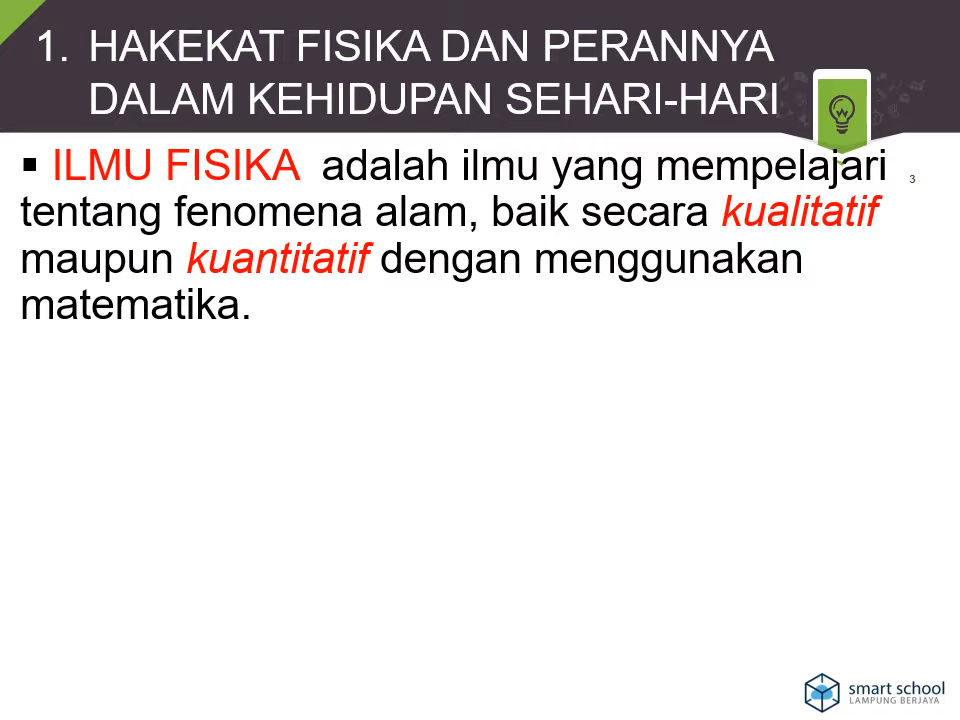 1. HAKEKAT FISIKA DAN PERANNYA
DALAM KEHIDUPAN SEHARI-HARI
▪ ILMU FISIKA adalah ilmu yang mempelajari
3
tentang fenomena alam, baik secara kualitatif
maupun kuantitatif dengan menggunakan
matematika.
smart school
LAMPUNG BERJAYA